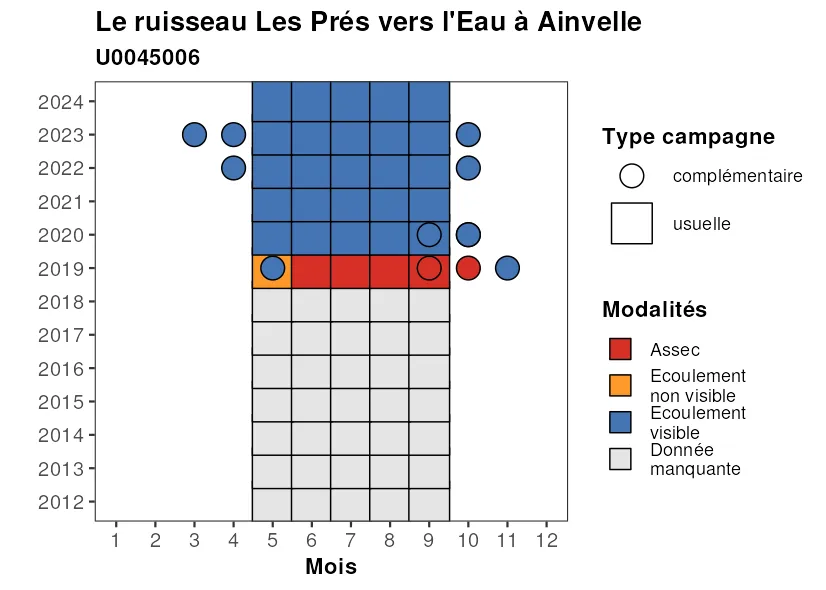 Le ruisseau Les Prés vers l'Eau à Ainvelle
U0045006
2024
2023
2022
2021
2020
2019
2018
2017
2016
2015
2014
2013
2012
1 2 3 4 5 6 7 8 9 10 11 12
Mois
Type campagne
complémentaire
usuelle
Modalités
Assec
Ecoulement
non visible
Ecoulement
visible
Donnée
manquante